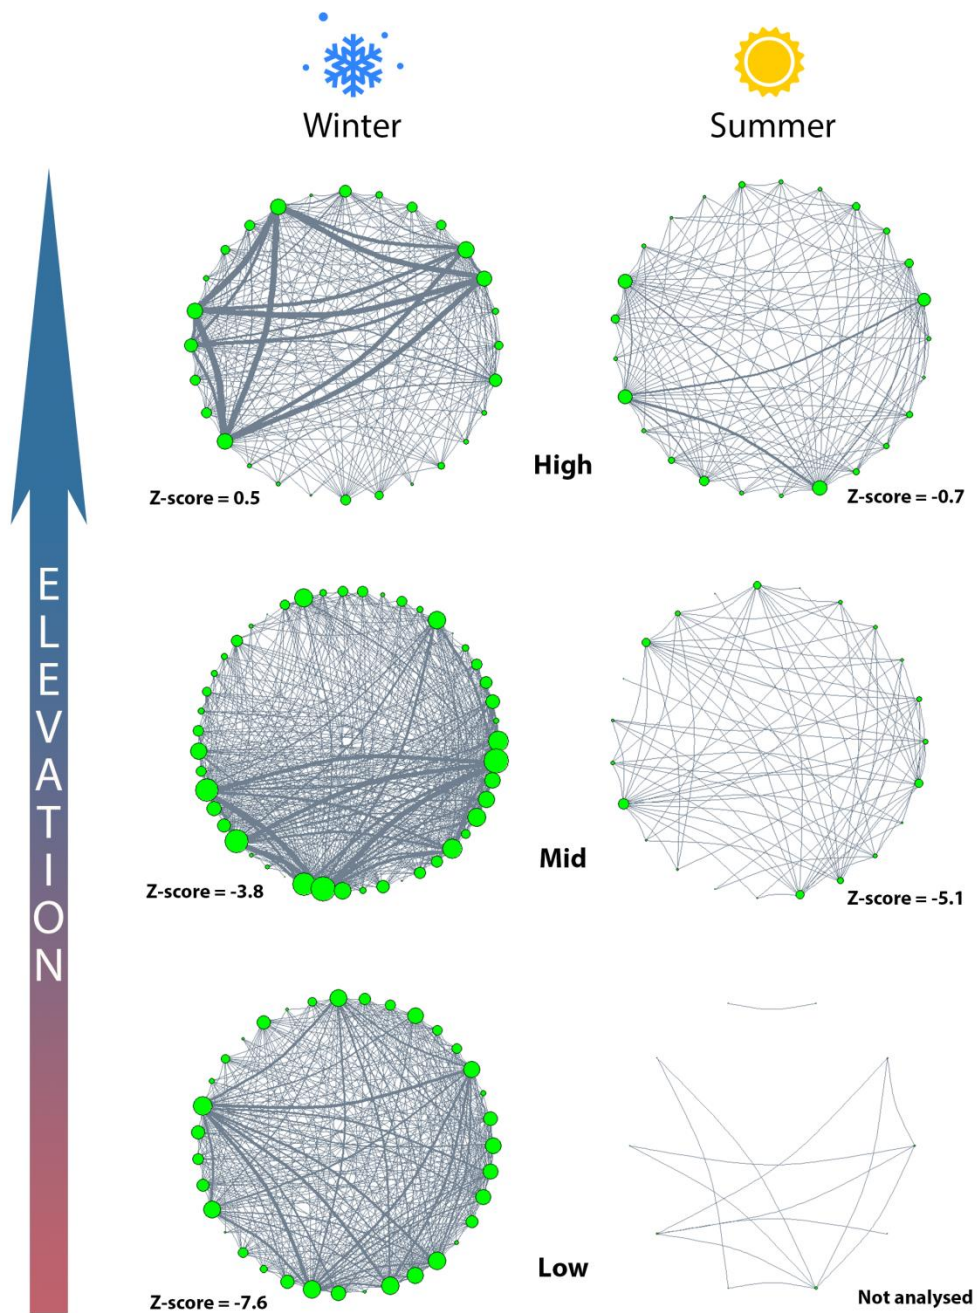 Winter
Summer
High
Z-score = 0.5
Z-score = -0.7
ELEVATION
Mid
Z-score = -3.8
Z-score = -5.1
Low
Z-score = -7.6
Not analysed